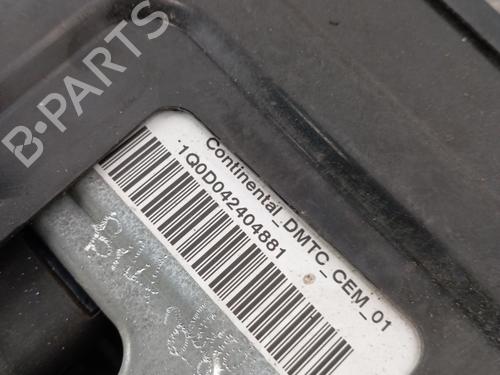 B-PARTS
Continental_DMTC_CEM_01
1Q0D042404881